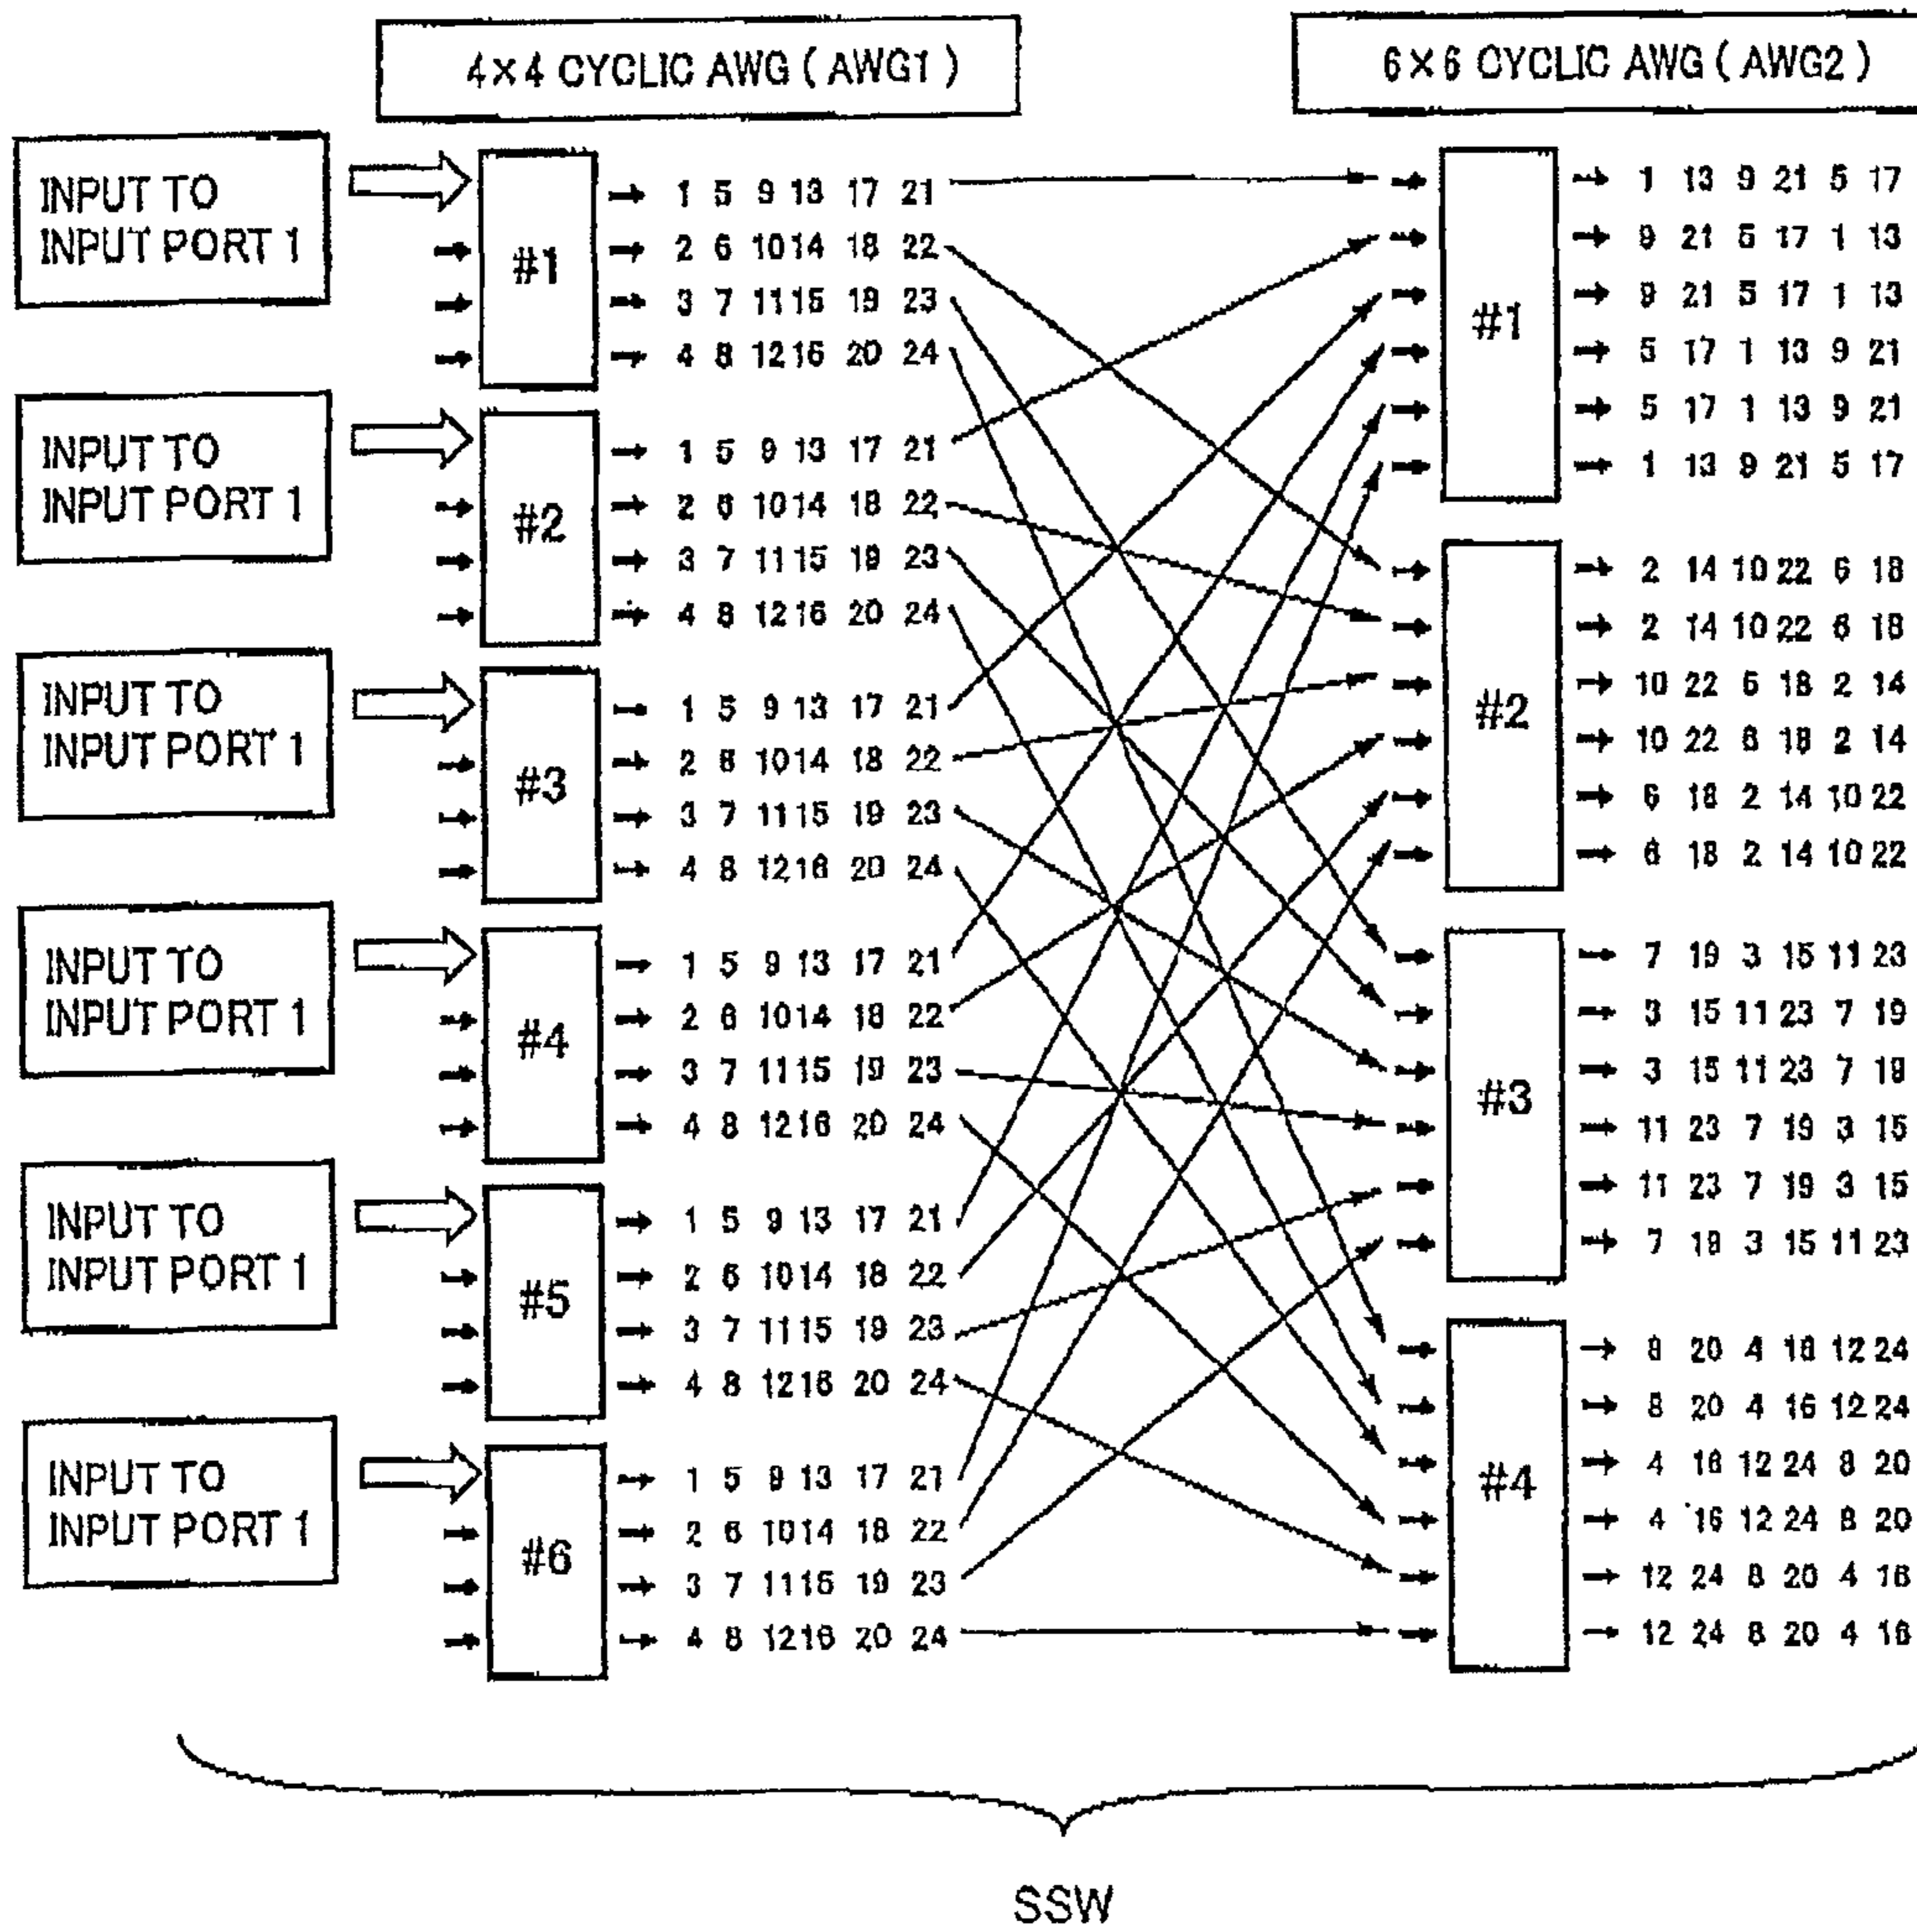 4×4 CYCLIC AWG ( AWG1 )
6×6 CYCLIC AWG ( AWG2 )
INPUT TO
INPUT PORT 1
#1
1 5 9 13 17 21
2 6 10 14 18 22
3 7 11 15 19 23
4 8 12 16 20 24
INPUT TO
INPUT PORT 1
#2
1 5 9 13 17 21
2 6 10 14 18 22
3 7 11 15 19 23
4 8 12 16 20 24
INPUT TO
INPUT PORT 1
#3
1 5 9 13 17 21
2 6 10 14 18 22
3 7 11 15 19 23
4 8 12 16 20 24
INPUT TO
INPUT PORT 1
#4
1 5 9 13 17 21
2 6 10 14 18 22
3 7 11 15 19 23
4 8 12 16 20 24
INPUT TO
INPUT PORT 1
#5
1 5 9 13 17 21
2 6 10 14 18 22
3 7 11 15 19 23
4 8 12 16 20 24
INPUT TO
INPUT PORT 1
#6
1 5 9 13 17 21
2 6 10 14 18 22
3 7 11 15 19 23
4 8 12 16 20 24
#1
1 13 9 21 5 17
9 21 5 17 1 13
9 21 5 17 1 13
5 17 1 13 9 21
5 17 1 13 9 21
1 13 9 21 5 17
#2
2 14 10 22 6 18
2 14 10 22 6 18
10 22 6 18 2 14
10 22 6 18 2 14
6 18 2 14 10 22
6 18 2 14 10 22
#3
7 19 3 15 11 23
3 15 11 23 7 19
3 15 11 23 7 19
11 23 7 19 3 15
11 23 7 19 3 15
7 19 3 15 11 23
#4
8 20 4 16 12 24
8 20 4 16 12 24
4 16 12 24 8 20
4 16 12 24 8 20
12 24 8 20 4 16
12 24 8 20 4 16
SSW